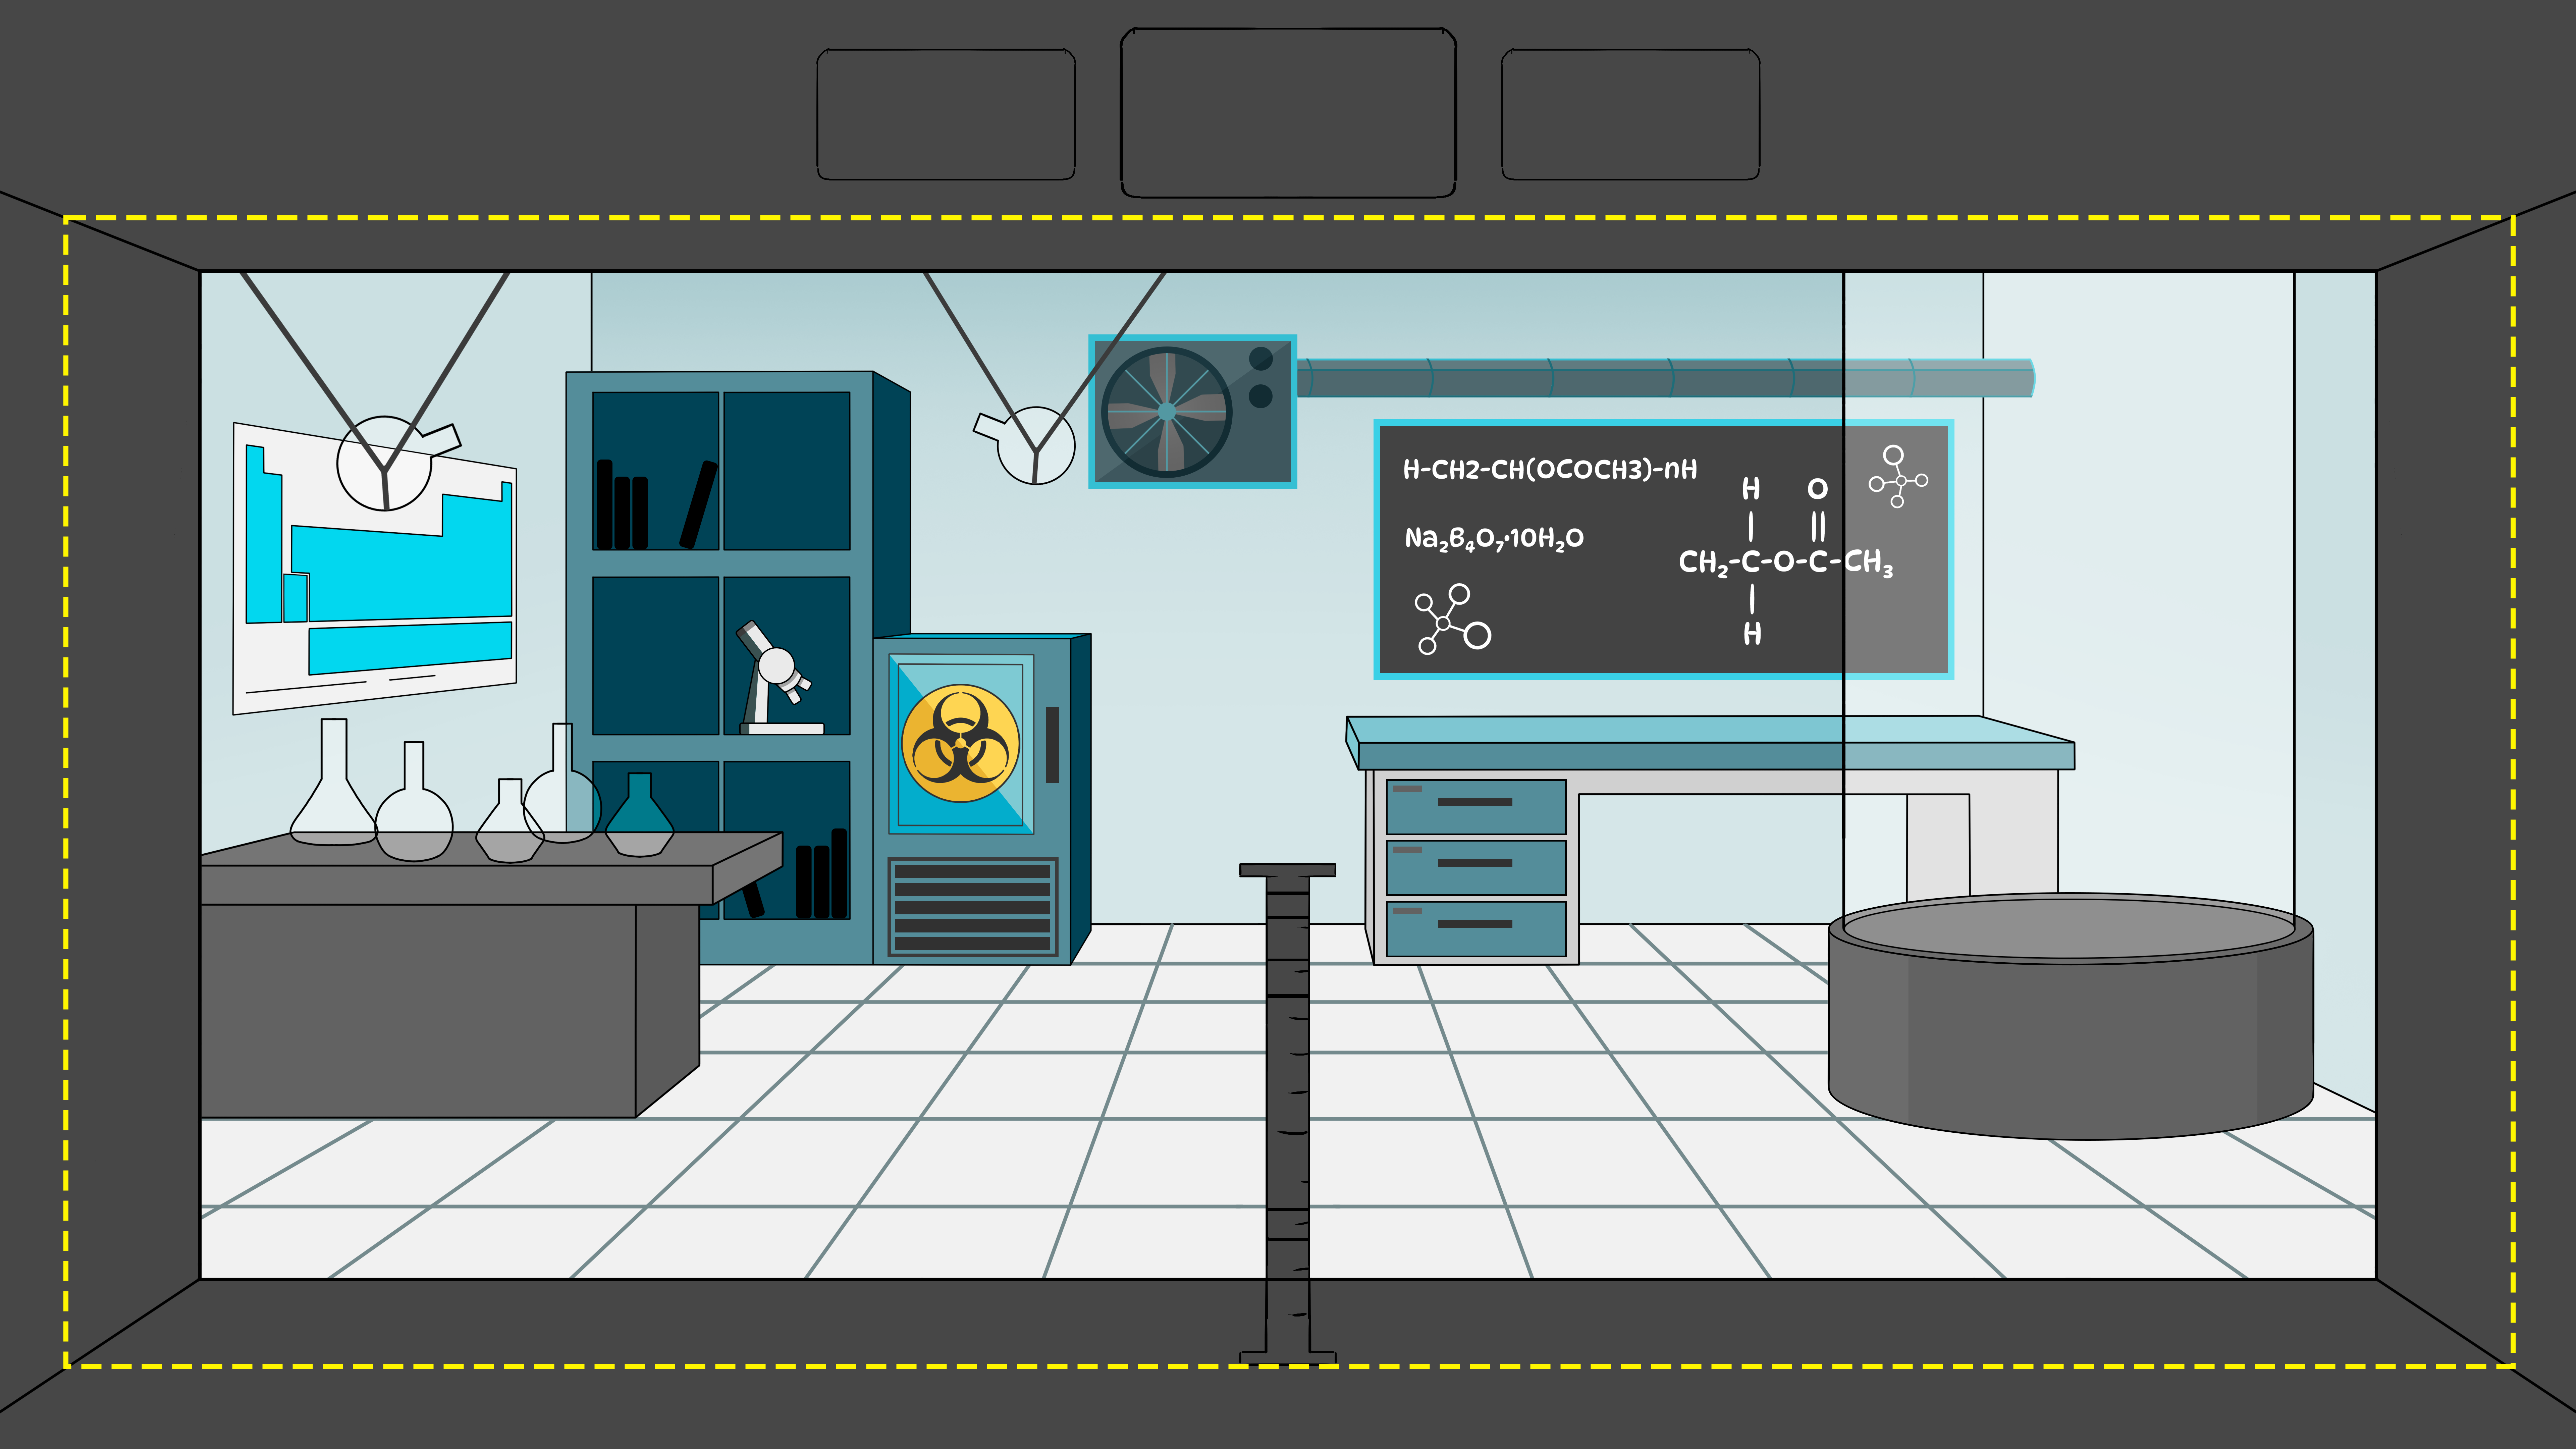 H-CH2-CH(OCOCH3)-nH
H O
Na₂B₄O₇·10H₂O
CH₂-C-O-C-CH₃
H